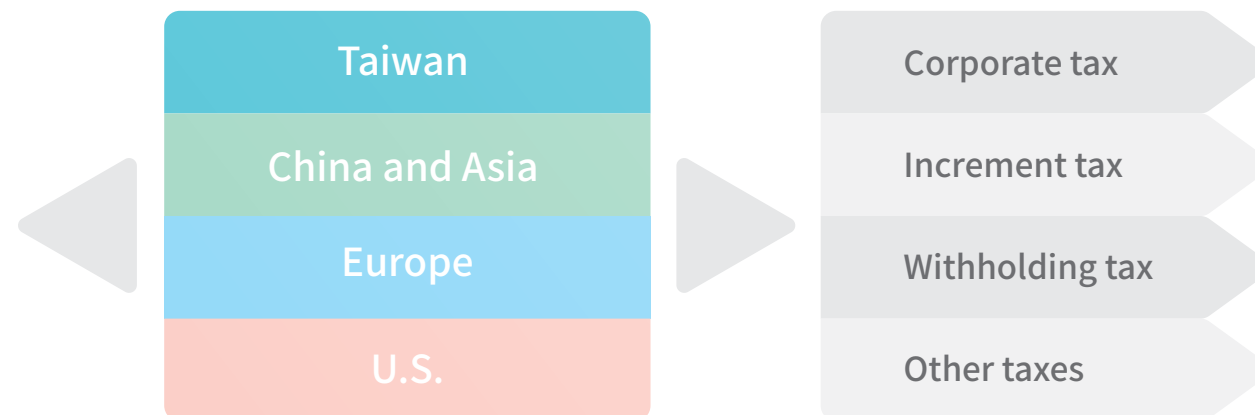 Taiwan
China and Asia
Europe
U.S.
Corporate tax
Increment tax
Withholding tax
Other taxes